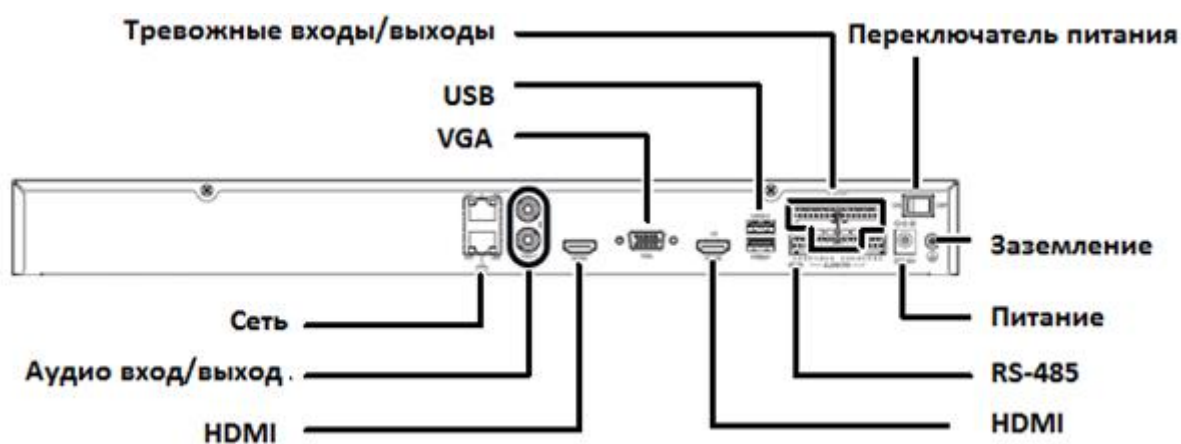 Тревожные входы/выходы
Переключатель питания
USB
VGA
Заземление
Сеть
Питание
Аудио вход/выход .
RS-485
HDMI
HDMI